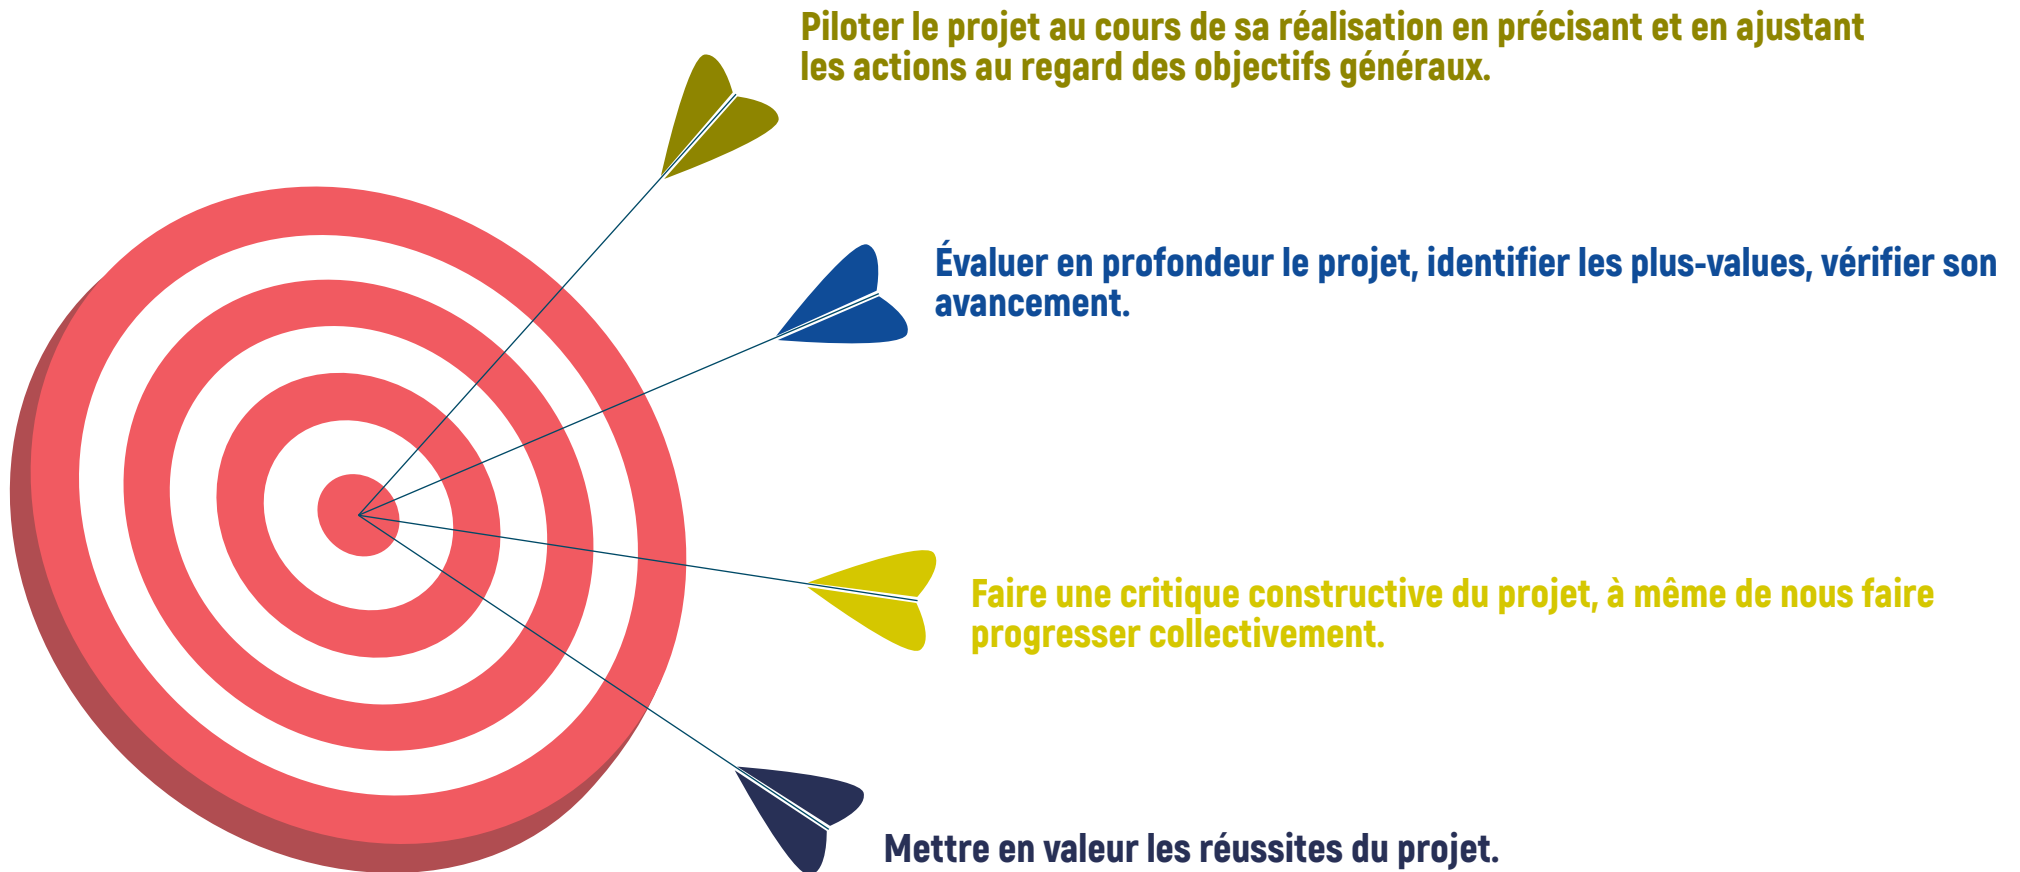 Piloter le projet au cours de sa réalisation en précisant et en ajustant
les actions au regard des objectifs généraux.
Évaluer en profondeur le projet, identifier les plus-values, vérifier son
avancement.
Faire une critique constructive du projet, à même de nous faire
progresser collectivement.
Mettre en valeur les réussites du projet.